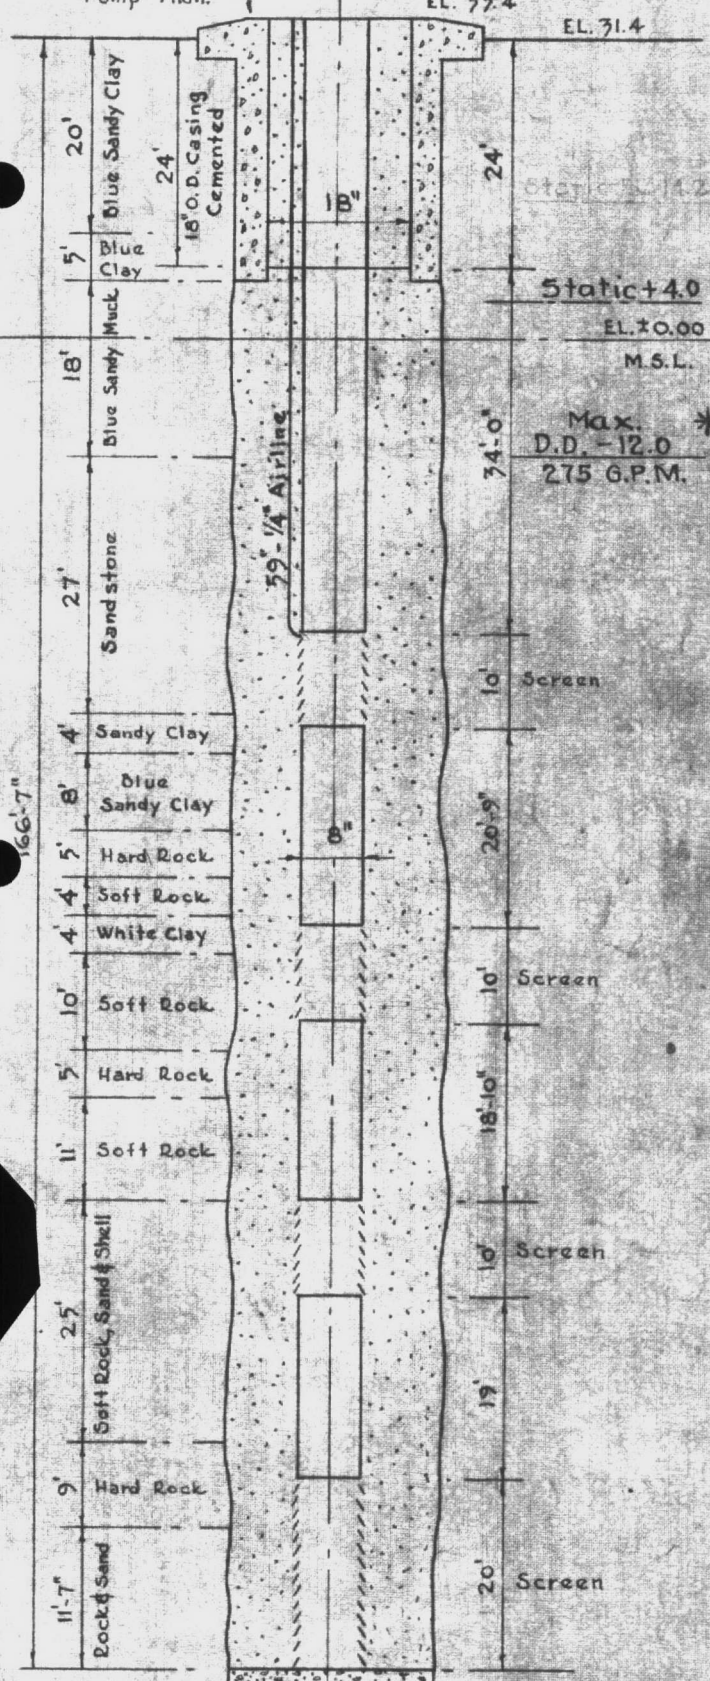 EL. 31.4
20'
Blue Sandy Clay
24'
18" O.D. Casing
Cemented
18"
24'
5'
Blue
Clay
Static + 4.0
EL. ± 0.00
M.S.L.
18'
Blue Sandy Muck
34'-0"
Max. *
D.D. - 12.0
275 G.P.M.
59"-1/4" Airline
27'
Sandstone
10'
Screen
4'
Sandy Clay
8'
Blue
Sandy Clay
166'-7"
8"
20'-9"
5'
Hard Rock
4'
Soft Rock
4'
White Clay
10'
Soft Rock
10'
Screen
5'
Hard Rock
18'-10"
11'
Soft Rock
25'
Soft Rock, Sand & Shell
10'
Screen
19'
9'
Hard Rock
11'-7"
Rock & Sand
20'
Screen